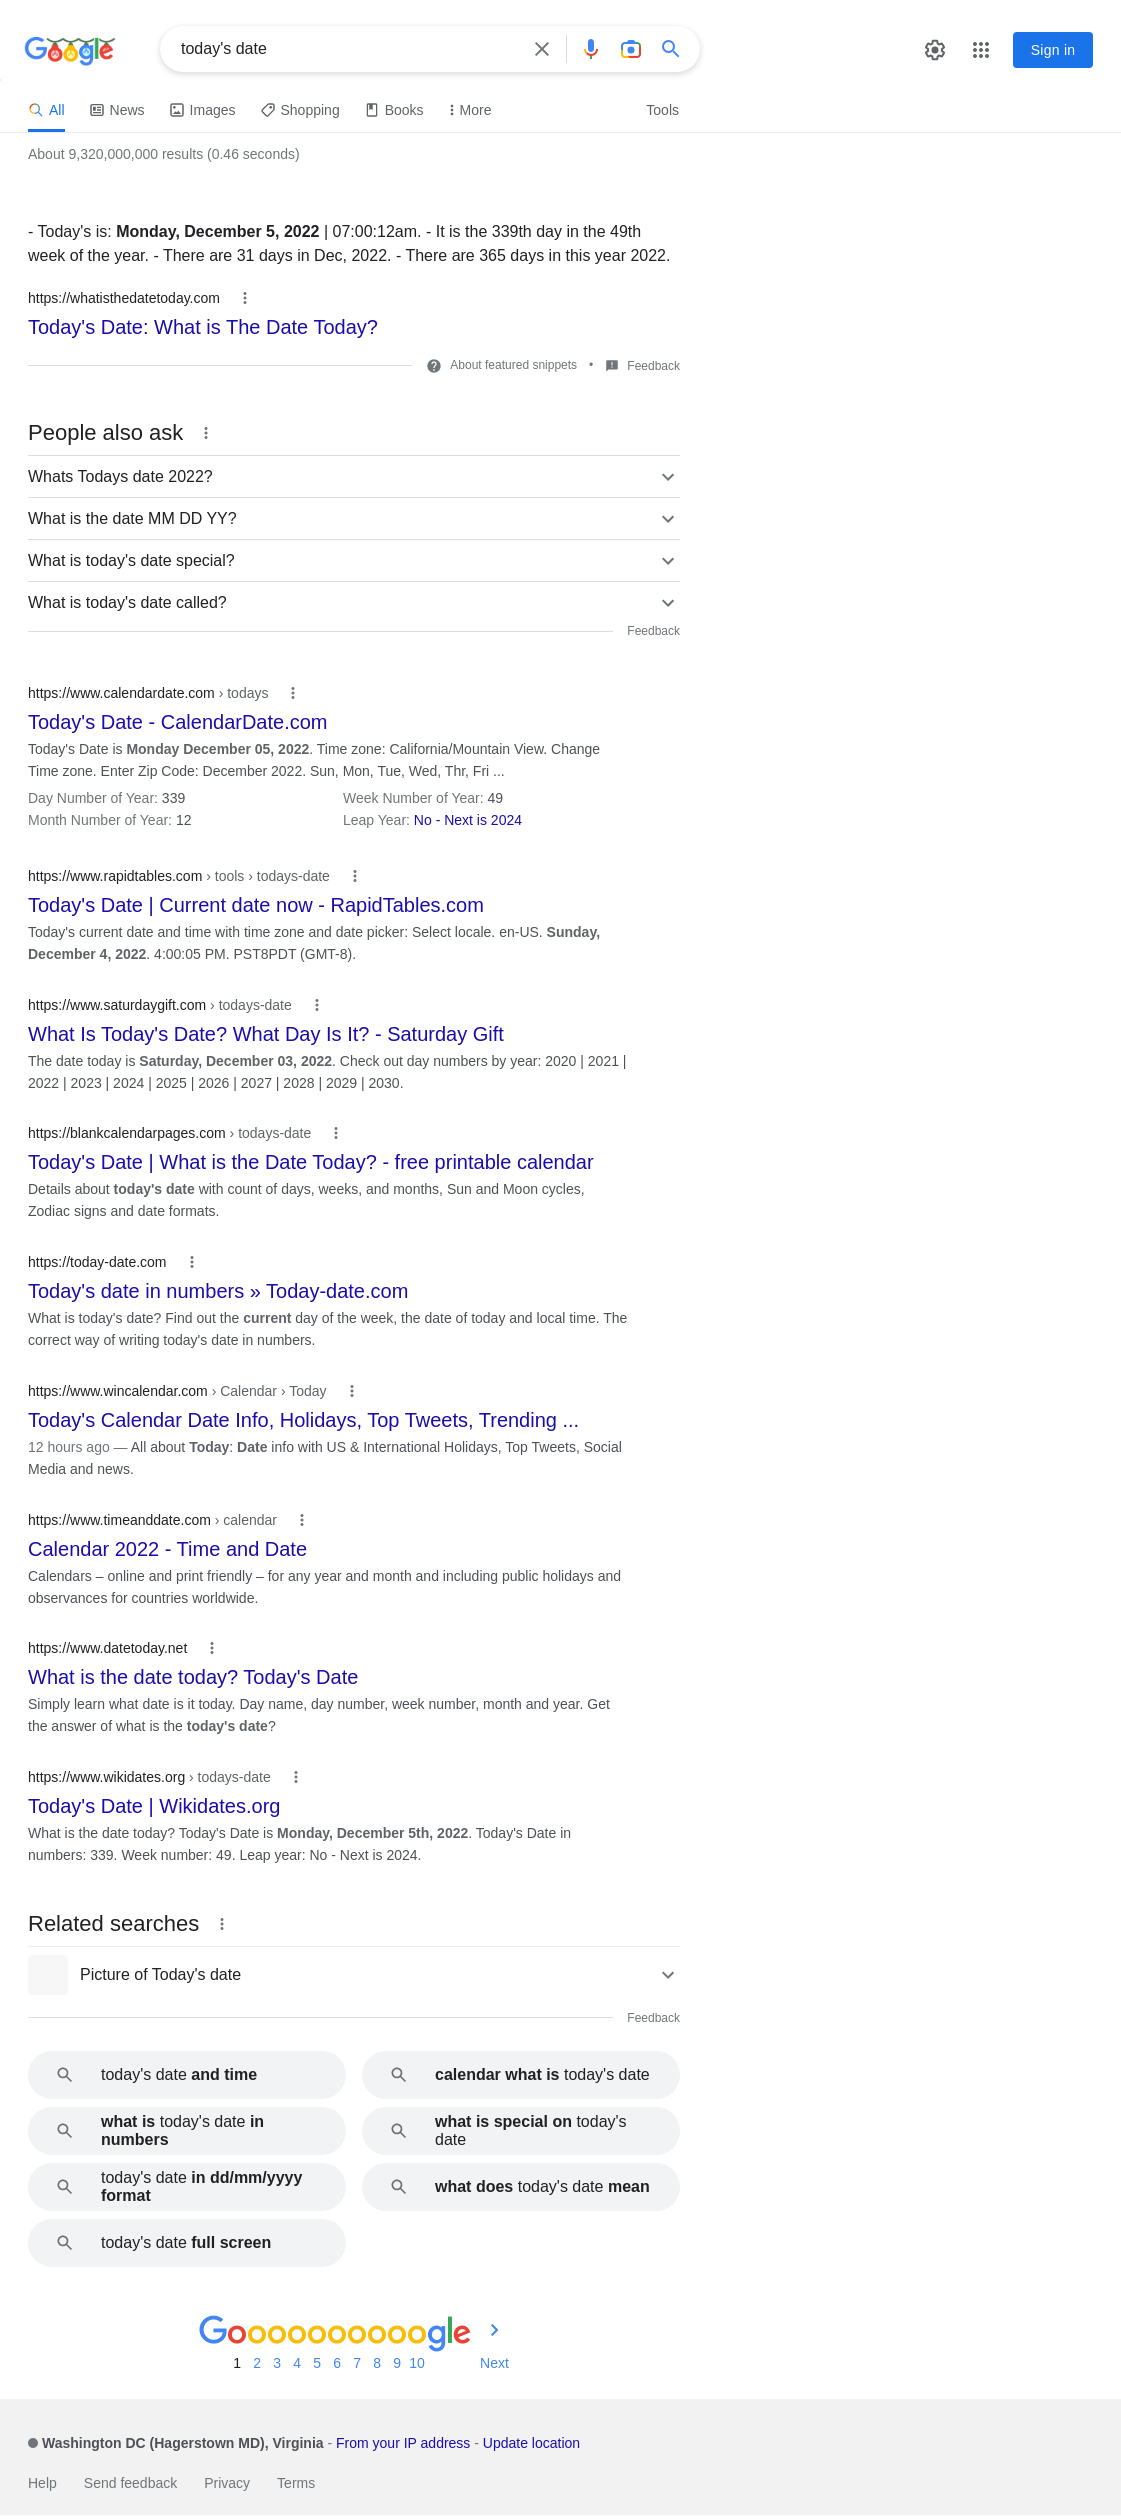 Google
today's date
Sign in
All News Images Shopping Books More Tools
About 9,320,000,000 results (0.46 seconds)
- Today's is: Monday, December 5, 2022 | 07:00:12am. - It is the 339th day in the 49th
week of the year. - There are 31 days in Dec, 2022. - There are 365 days in this year 2022.
https://whatisthedatetoday.com
Today's Date: What is The Date Today?
About featured snippets • Feedback
People also ask
Whats Todays date 2022?
What is the date MM DD YY?
What is today's date special?
What is today's date called?
Feedback
https://www.calendardate.com › todays
Today's Date - CalendarDate.com
Today's Date is Monday December 05, 2022. Time zone: California/Mountain View. Change
Time zone. Enter Zip Code: December 2022. Sun, Mon, Tue, Wed, Thr, Fri ...
Day Number of Year: 339 Week Number of Year: 49
Month Number of Year: 12 Leap Year: No - Next is 2024
https://www.rapidtables.com › tools › todays-date
Today's Date | Current date now - RapidTables.com
Today's current date and time with time zone and date picker: Select locale. en-US. Sunday,
December 4, 2022. 4:00:05 PM. PST8PDT (GMT-8).
https://www.saturdaygift.com › todays-date
What Is Today's Date? What Day Is It? - Saturday Gift
The date today is Saturday, December 03, 2022. Check out day numbers by year: 2020 | 2021 |
2022 | 2023 | 2024 | 2025 | 2026 | 2027 | 2028 | 2029 | 2030.
https://blankcalendarpages.com › todays-date
Today's Date | What is the Date Today? - free printable calendar
Details about today's date with count of days, weeks, and months, Sun and Moon cycles,
Zodiac signs and date formats.
https://today-date.com
Today's date in numbers » Today-date.com
What is today's date? Find out the current day of the week, the date of today and local time. The
correct way of writing today's date in numbers.
https://www.wincalendar.com › Calendar › Today
Today's Calendar Date Info, Holidays, Top Tweets, Trending ...
12 hours ago — All about Today: Date info with US & International Holidays, Top Tweets, Social
Media and news.
https://www.timeanddate.com › calendar
Calendar 2022 - Time and Date
Calendars – online and print friendly – for any year and month and including public holidays and
observances for countries worldwide.
https://www.datetoday.net
What is the date today? Today's Date
Simply learn what date is it today. Day name, day number, week number, month and year. Get
the answer of what is the today's date?
https://www.wikidates.org › todays-date
Today's Date | Wikidates.org
What is the date today? Today's Date is Monday, December 5th, 2022. Today's Date in
numbers: 339. Week number: 49. Leap year: No - Next is 2024.
Related searches
Picture of Today's date
Feedback
today's date and time
calendar what is today's date
what is today's date in
numbers
what is special on today's
date
today's date in dd/mm/yyyy
format
what does today's date mean
today's date full screen
Goooooooooogle
1 2 3 4 5 6 7 8 9 10 Next
Washington DC (Hagerstown MD), Virginia - From your IP address - Update location
Help Send feedback Privacy Terms